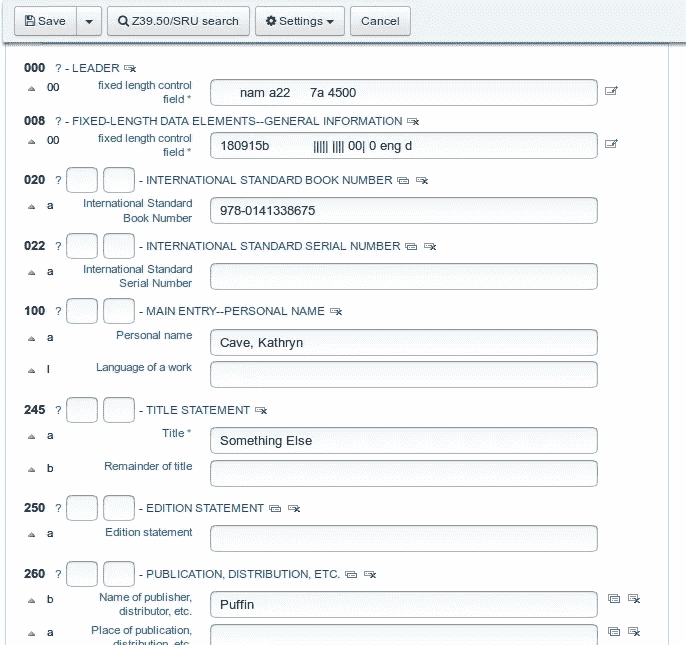 Save Z39.50/SRU search Settings Cancel
000 ? - LEADER
00 fixed length control
field * nam a22 7a 4500
008 ? - FIXED-LENGTH DATA ELEMENTS--GENERAL INFORMATION
00 fixed length control
field * 180915b ||||| |||| 00| 0 eng d
020 ? - INTERNATIONAL STANDARD BOOK NUMBER
a International Standard
Book Number 978-0141338675
022 ? - INTERNATIONAL STANDARD SERIAL NUMBER
a International Standard
Serial Number
100 ? - MAIN ENTRY--PERSONAL NAME
a Personal name Cave, Kathryn
l Language of a work
245 ? - TITLE STATEMENT
a Title * Something Else
b Remainder of title
250 ? - EDITION STATEMENT
a Edition statement
260 ? - PUBLICATION, DISTRIBUTION, ETC.
b Name of publisher,
distributor, etc. Puffin
a Place of publication,
distribution, etc.